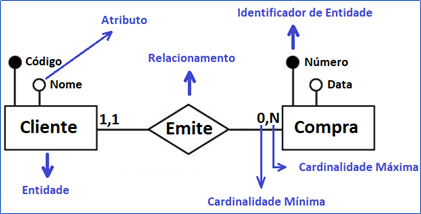 Identificador de Entidade
Atributo
Código
Nome
Relacionamento
Número
Data
Cliente
1,1
Emite
0,N
Compra
Cardinalidade Máxima
Entidade
Cardinalidade Mínima